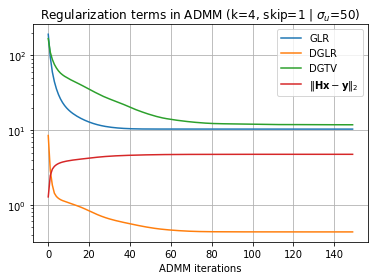 Regularization terms in ADMM (k=4, skip=1 | σᵤ=50)
GLR
DGLR
DGTV
‖Hx − y‖₂
10²
10¹
10⁰
0 20 40 60 80 100 120 140
ADMM iterations